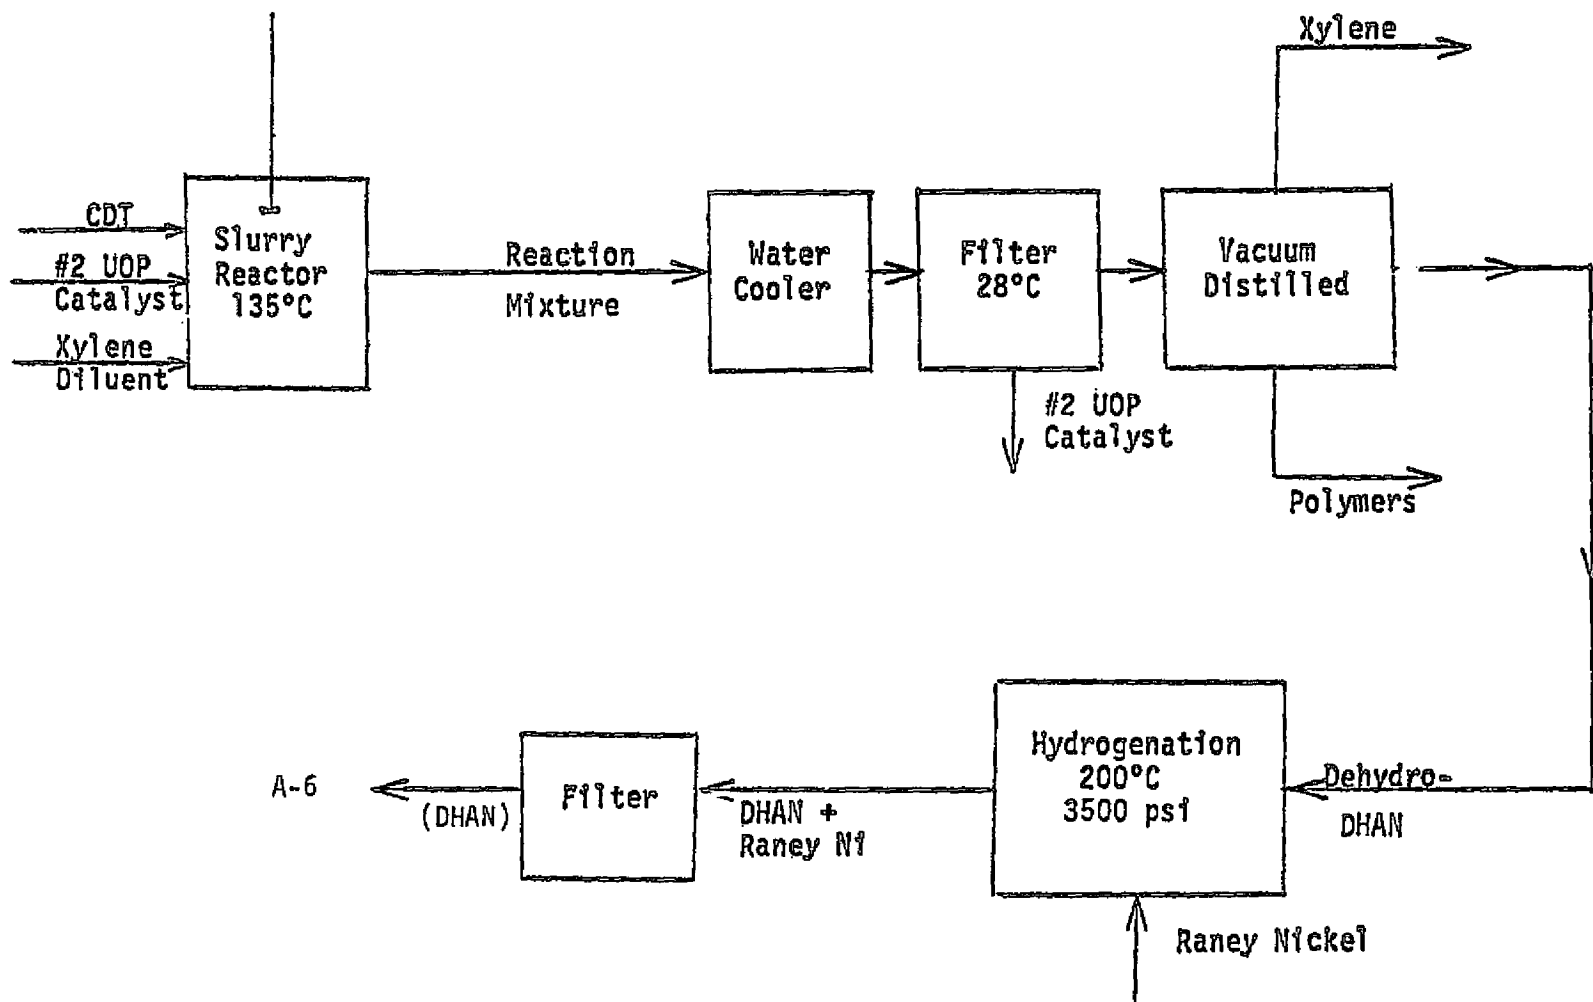 Xylene
CDT
#2 UOP
Catalyst
Xylene
Diluent
Slurry
Reactor
135°C
Reaction
Mixture
Water
Cooler
Filter
28°C
#2 UOP
Catalyst
Vacuum
Distilled
Polymers
Dehydro-
DHAN
Hydrogenation
200°C
3500 psi
Raney Nickel
DHAN +
Raney Ni
Filter
(DHAN)
A-6